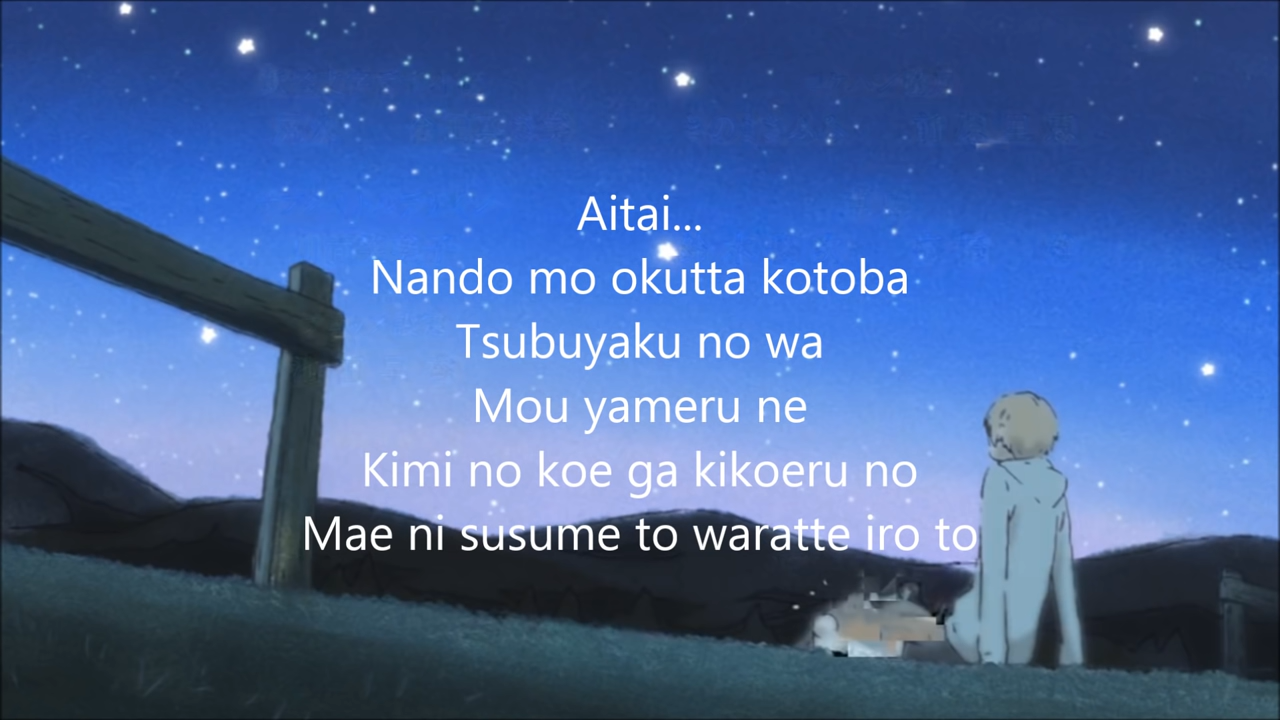 Aitai...
Nando mo okutta kotoba
Tsubuyaku no wa
Mou yameru ne
Kimi no koe ga kikoeru no
Mae ni susume to waratte iro to